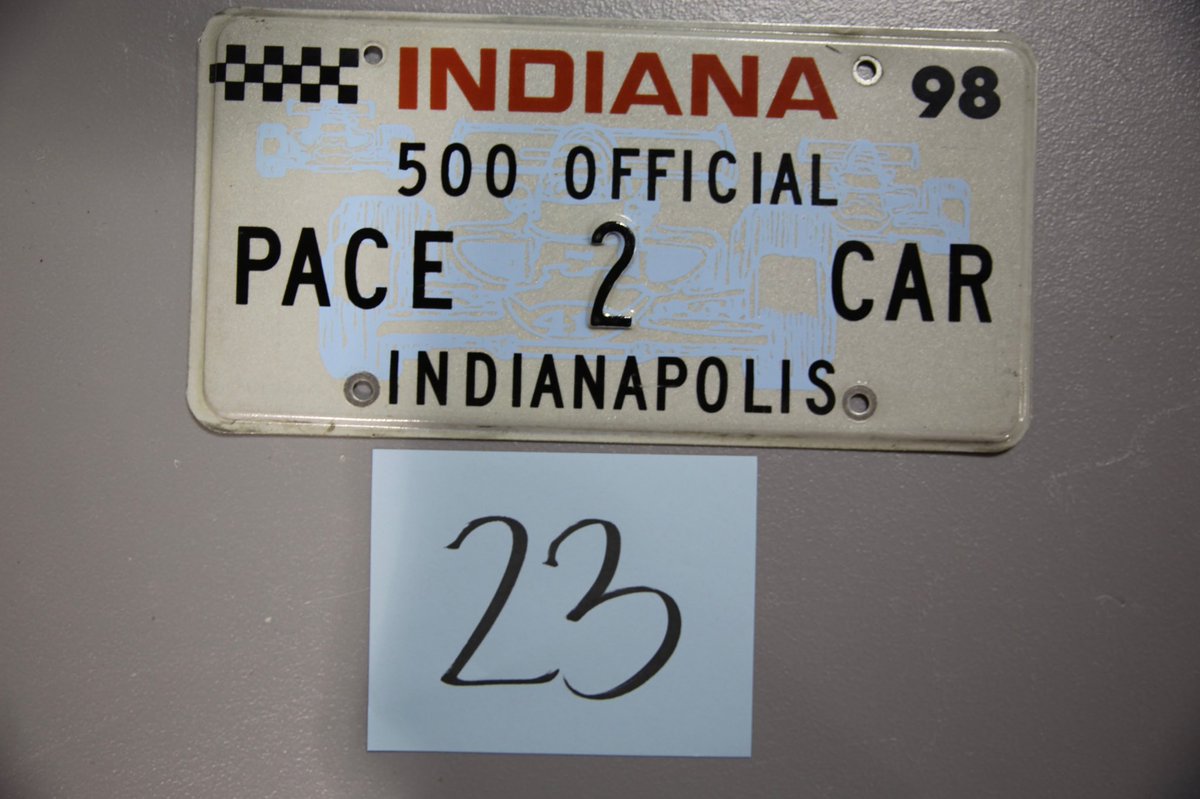 INDIANA 98
500 OFFICIAL
PACE 2 CAR
INDIANAPOLIS
23